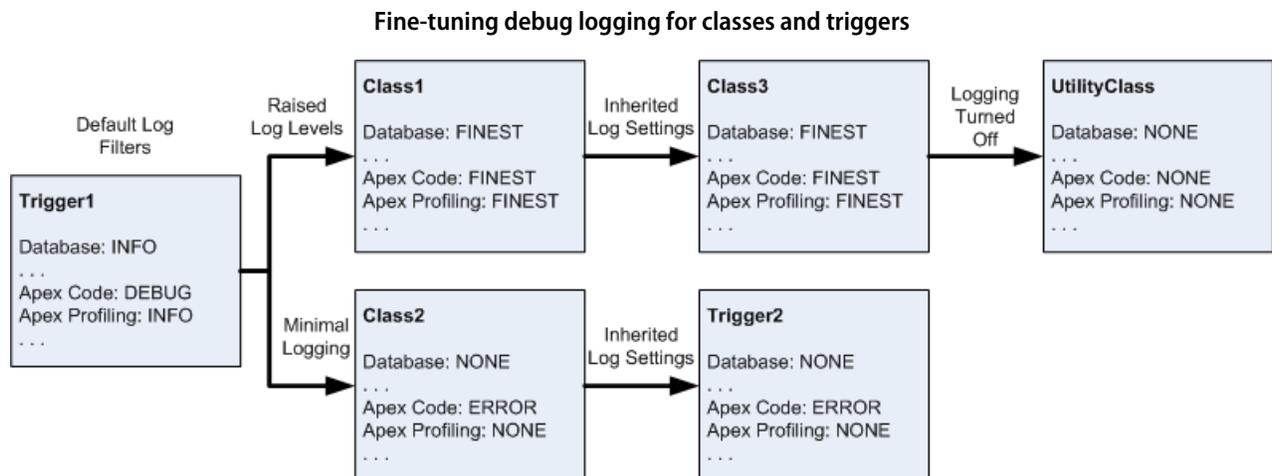 Fine-tuning debug logging for classes and triggers
Default Log
Filters
Trigger1
Database: INFO
. . .
Apex Code: DEBUG
Apex Profiling: INFO
. . .
Raised
Log Levels
Class1
Database: FINEST
. . .
Apex Code: FINEST
Apex Profiling: FINEST
. . .
Inherited
Log Settings
Class3
Database: FINEST
. . .
Apex Code: FINEST
Apex Profiling: FINEST
. . .
Logging
Turned
Off
UtilityClass
Database: NONE
. . .
Apex Code: NONE
Apex Profiling: NONE
. . .
Minimal
Logging
Class2
Database: NONE
. . .
Apex Code: ERROR
Apex Profiling: NONE
. . .
Inherited
Log Settings
Trigger2
Database: NONE
. . .
Apex Code: ERROR
Apex Profiling: NONE
. . .